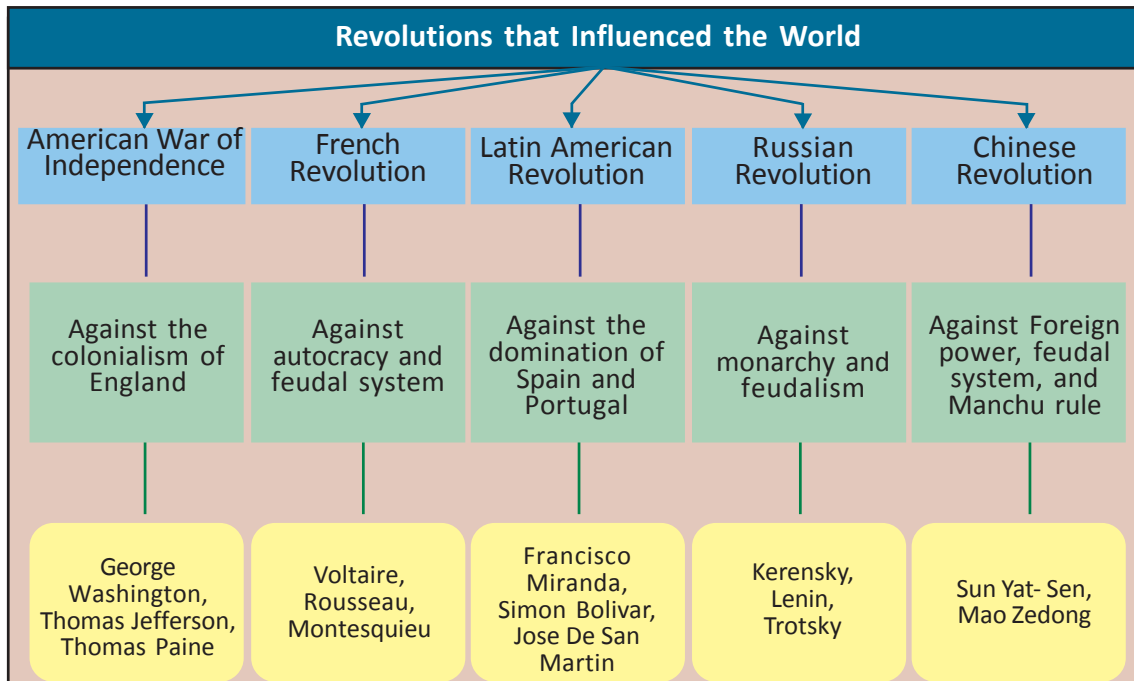 Revolutions that Influenced the World
American War of
Independence
French
Revolution
Latin American
Revolution
Russian
Revolution
Chinese
Revolution
Against the
colonialism of
England
Against
autocracy and
feudal system
Against the
domination of
Spain and
Portugal
Against
monarchy and
feudalism
Against Foreign
power, feudal
system, and
Manchu rule
George
Washington,
Thomas Jefferson,
Thomas Paine
Voltaire,
Rousseau,
Montesquieu
Francisco
Miranda,
Simon Bolivar,
Jose De San
Martin
Kerensky,
Lenin,
Trotsky
Sun Yat- Sen,
Mao Zedong